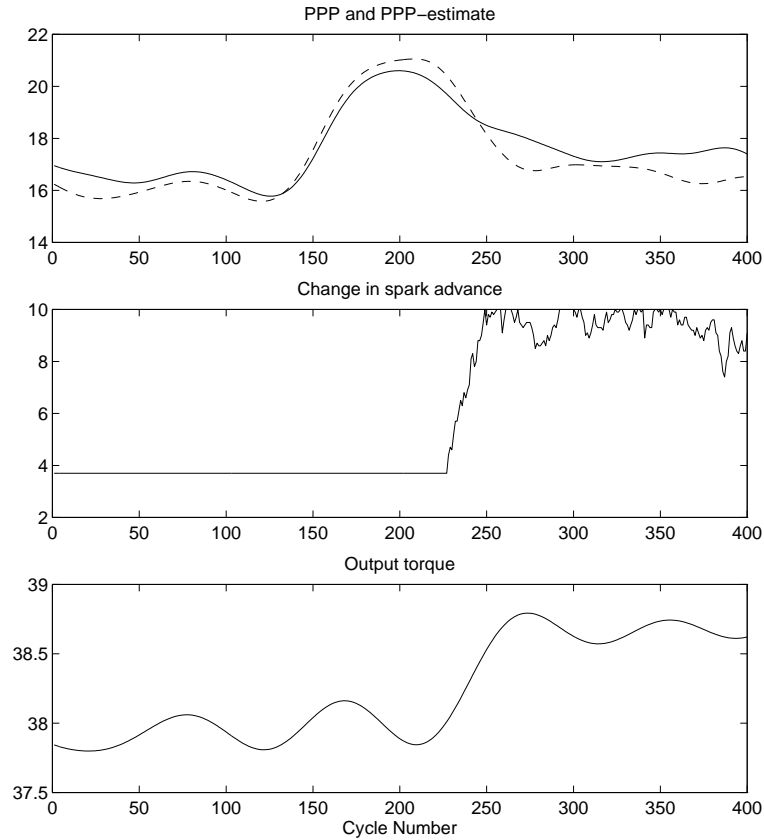 PPP and PPP−estimate
22
20
18
16
14
0 50 100 150 200 250 300 350 400
Change in spark advance
10
8
6
4
2
0 50 100 150 200 250 300 350 400
Output torque
39
38.5
38
37.5
0 50 100 150 200 250 300 350 400
Cycle Number